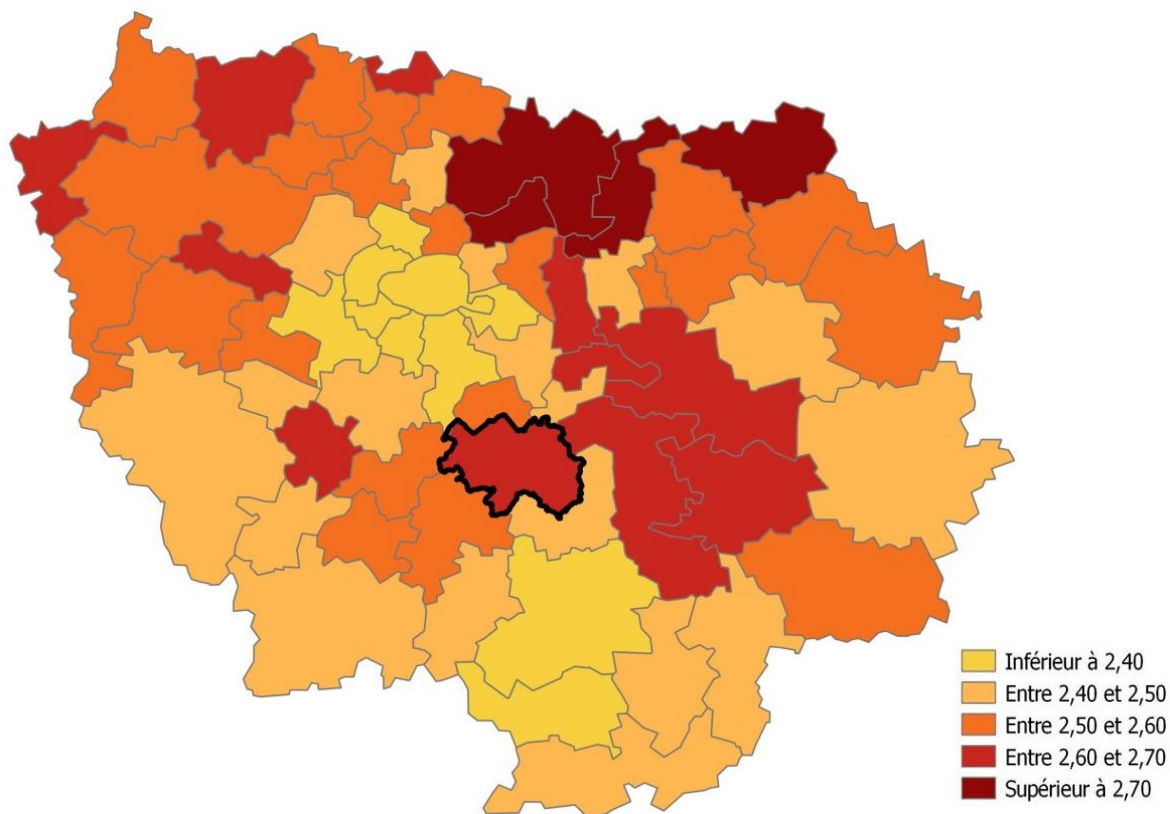 Inférieur à 2,40
Entre 2,40 et 2,50
Entre 2,50 et 2,60
Entre 2,60 et 2,70
Supérieur à 2,70